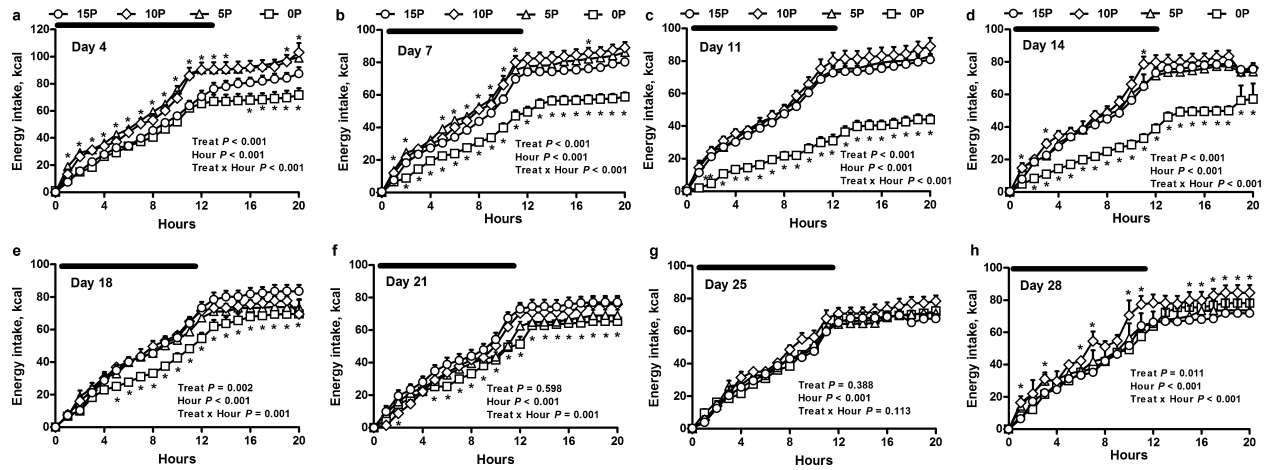 a 15P 10P 5P 0P
Day 4
Energy intake, kcal
120
100
80
60
40
20
0
*
Treat P < 0.001
Hour P < 0.001
Treat x Hour P < 0.001
0 4 8 12 16 20
Hours
b 15P 10P 5P 0P
Day 7
Energy intake, kcal
100
80
60
40
20
0
Treat P < 0.001
Hour P < 0.001
Treat x Hour P < 0.001
0 4 8 12 16 20
Hours
c 15P 10P 5P 0P
Day 11
Energy intake, kcal
100
80
60
40
20
0
Treat P < 0.001
Hour P < 0.001
Treat x Hour P < 0.001
0 4 8 12 16 20
Hours
d 15P 10P 5P 0P
Day 14
Energy intake, kcal
100
80
60
40
20
0
Treat P < 0.001
Hour P < 0.001
Treat x Hour P < 0.001
0 4 8 12 16 20
Hours
e
Day 18
Energy intake, kcal
100
80
60
40
20
0
Treat P = 0.002
Hour P < 0.001
Treat x Hour P = 0.001
0 4 8 12 16 20
Hours
f
Day 21
Energy intake, kcal
100
80
60
40
20
0
Treat P = 0.598
Hour P < 0.001
Treat x Hour P = 0.001
0 4 8 12 16 20
Hours
g
Day 25
Energy intake, kcal
100
80
60
40
20
0
Treat P = 0.388
Hour P < 0.001
Treat x Hour P = 0.113
0 4 8 12 16 20
Hours
h
Day 28
Energy intake, kcal
100
80
60
40
20
0
Treat P = 0.011
Hour P < 0.001
Treat x Hour P < 0.001
0 4 8 12 16 20
Hours